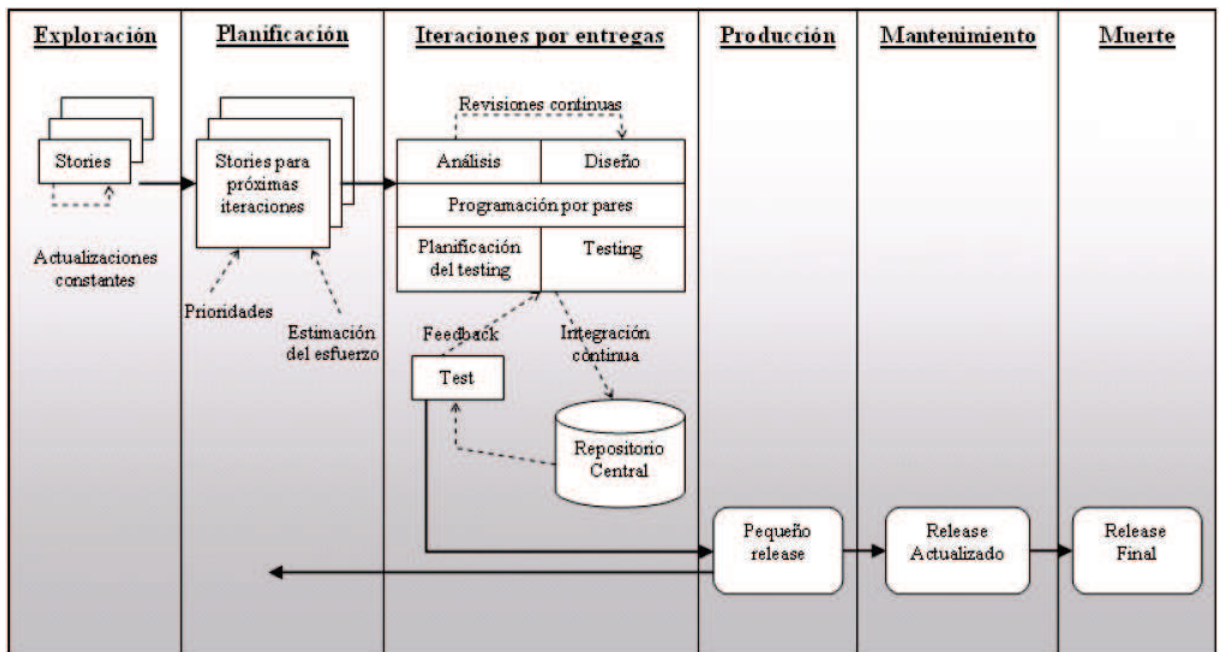 Exploración
Planificación
Iteraciones por entregas
Producción
Mantenimiento
Muerte
Stories
Actualizaciones
constantes
Stories para
próximas
iteraciones
Prioridades
Estimación
del esfuerzo
Revisiones continuas
Análisis
Diseño
Programación por pares
Planificación
del testing
Testing
Feedback
Integración
continua
Test
Repositorio
Central
Pequeño
release
Release
Actualizado
Release
Final